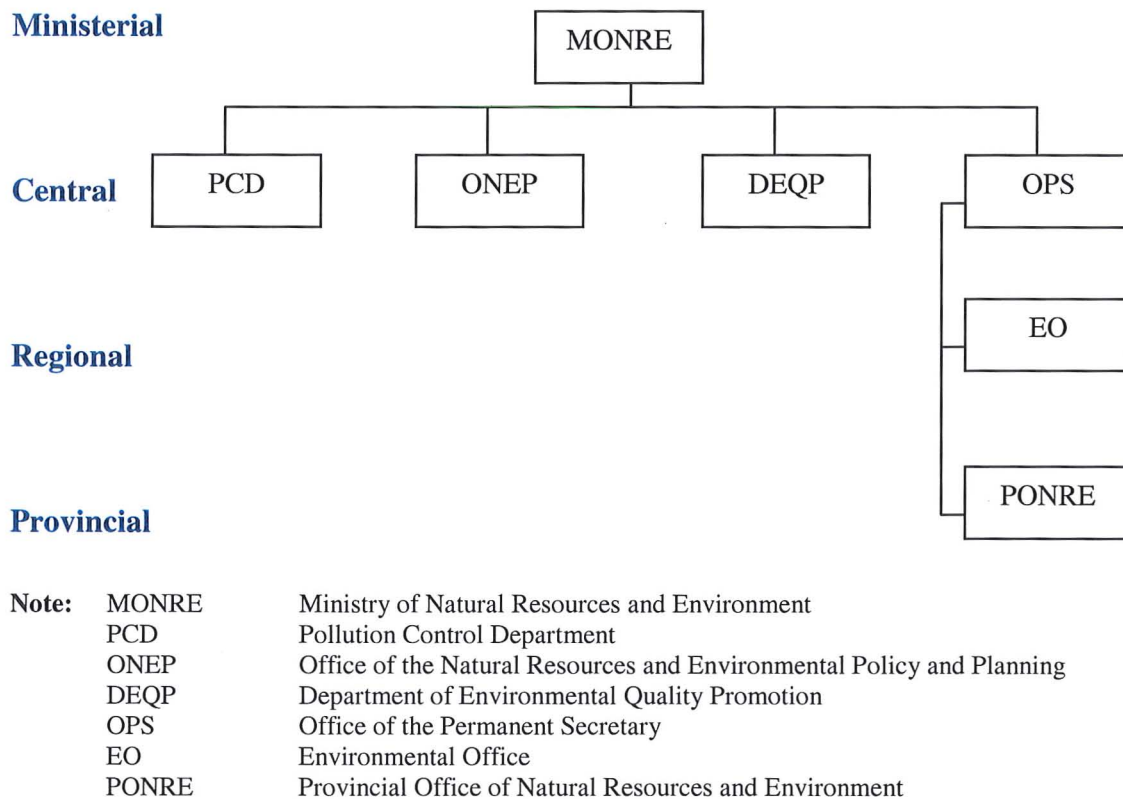 Ministerial
MONRE
Central
PCD
ONEP
DEQP
OPS
Regional
EO
Provincial
PONRE
Note: MONRE Ministry of Natural Resources and Environment
PCD Pollution Control Department
ONEP Office of the Natural Resources and Environmental Policy and Planning
DEQP Department of Environmental Quality Promotion
OPS Office of the Permanent Secretary
EO Environmental Office
PONRE Provincial Office of Natural Resources and Environment